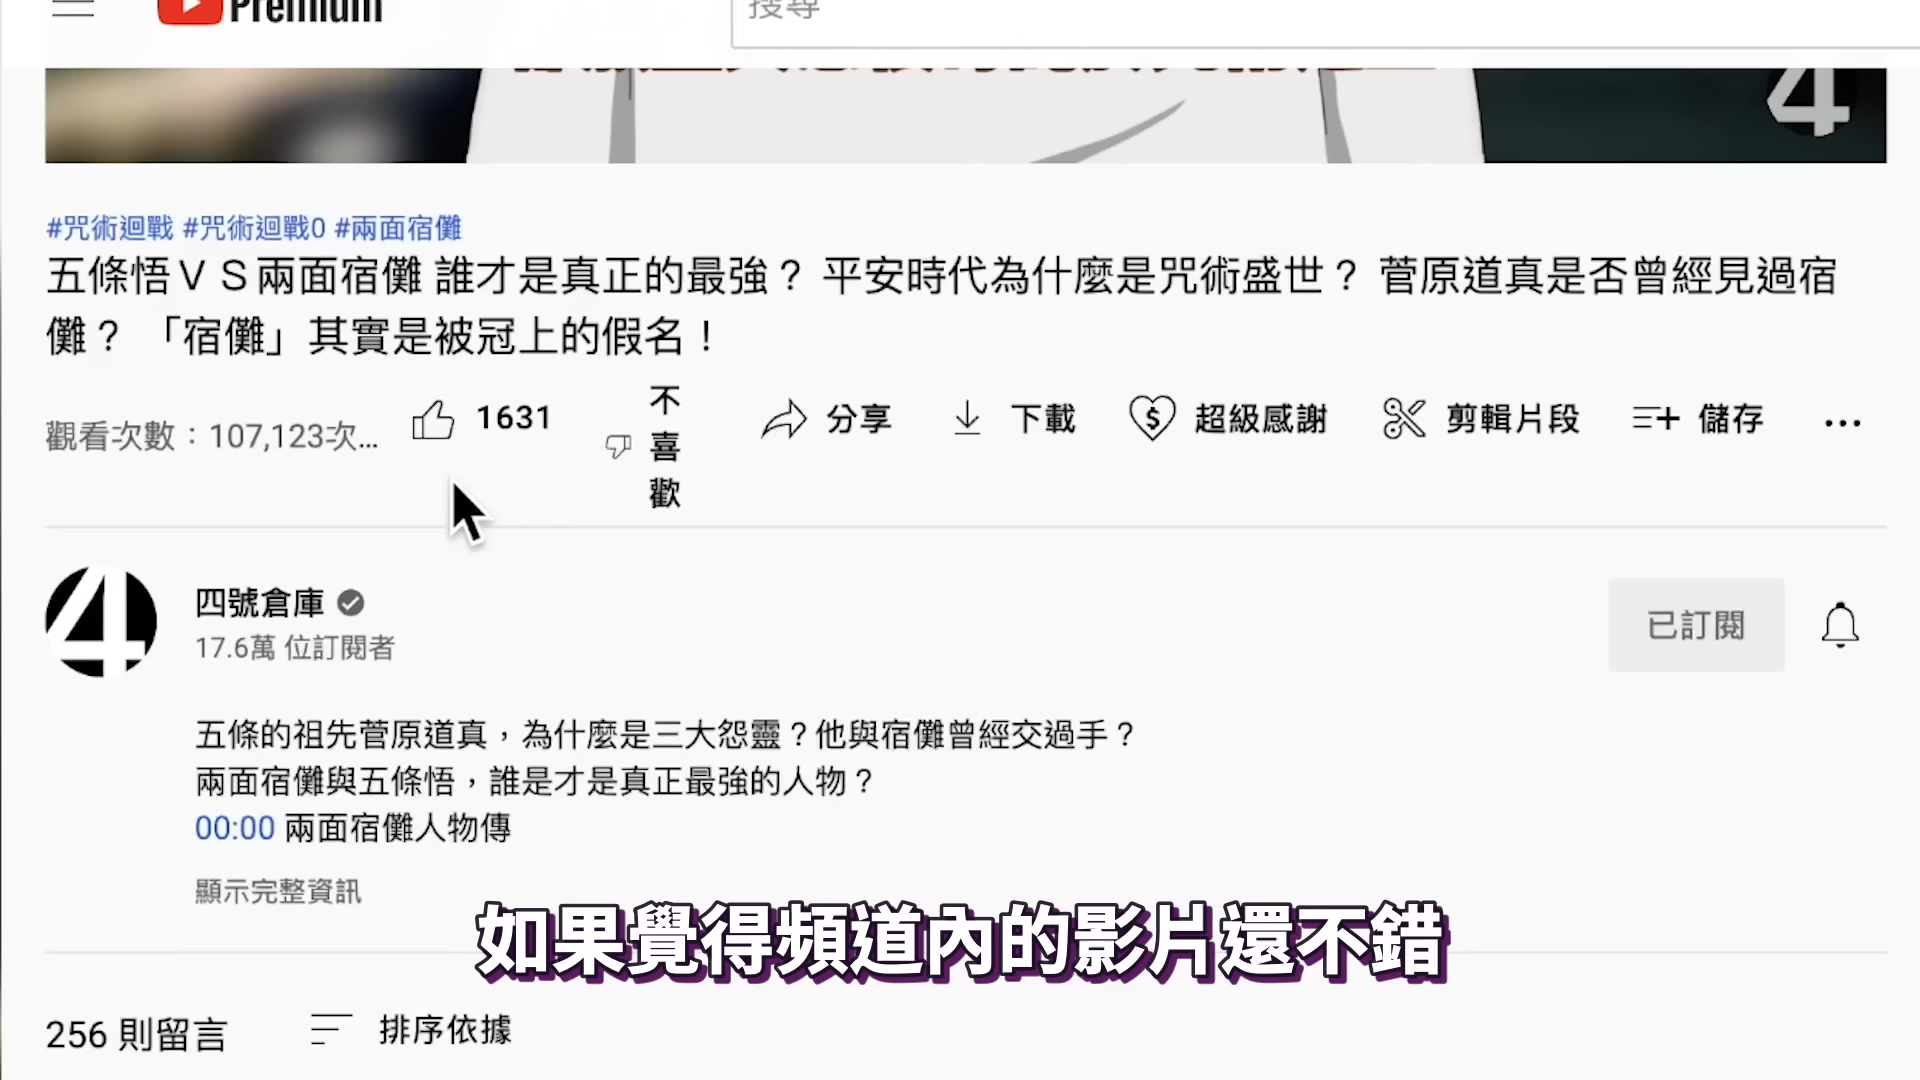 Premium
搜尋
4
#咒術迴戰 #咒術迴戰0 #兩面宿儺
五條悟ＶＳ兩面宿儺 誰才是真正的最強？ 平安時代為什麼是咒術盛世？ 菅原道真是否曾經見過宿
儺？ 「宿儺」其實是被冠上的假名！
觀看次數：107,123次...
1631
不
喜
歡
分享
下載
超級感謝
剪輯片段
儲存
4
四號倉庫
17.6萬 位訂閱者
已訂閱
五條的祖先菅原道真，為什麼是三大怨靈？他與宿儺曾經交過手？
兩面宿儺與五條悟，誰是才是真正最強的人物？
00:00 兩面宿儺人物傳
顯示完整資訊
如果覺得頻道內的影片還不錯
256 則留言
排序依據